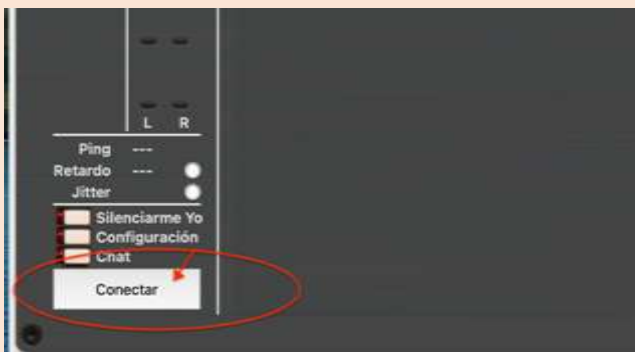 L R
Ping ---
Retardo ---
Jitter
Silenciarme Yo
Configuración
Chat
Conectar